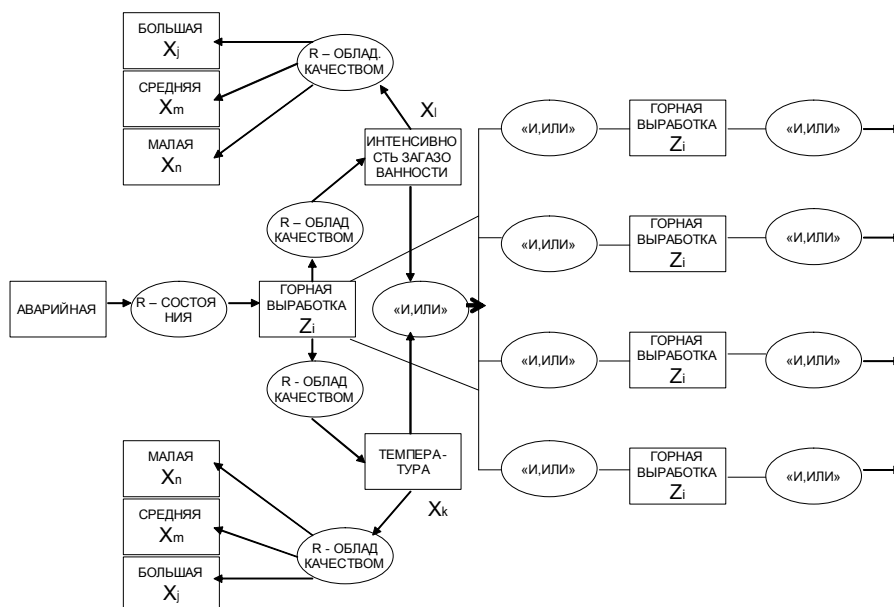 БОЛЬШАЯ
Xj
СРЕДНЯЯ
Xm
МАЛАЯ
Xn
R – ОБЛАД.
КАЧЕСТВОМ
Xl
ИНТЕНСИВНО
СТЬ ЗАГАЗО
ВАННОСТИ
R – ОБЛАД
КАЧЕСТВОМ
АВАРИЙНАЯ
R – СОСТОЯ
НИЯ
ГОРНАЯ
ВЫРАБОТКА
Zi
«И,ИЛИ»
R - ОБЛАД
КАЧЕСТВОМ
ТЕМПЕРА-
ТУРА
Xk
МАЛАЯ
Xn
СРЕДНЯЯ
Xm
БОЛЬШАЯ
Xj
R - ОБЛАД
КАЧЕСТВОМ
«И,ИЛИ»
ГОРНАЯ
ВЫРАБОТКА
Zi
«И,ИЛИ»
«И,ИЛИ»
ГОРНАЯ
ВЫРАБОТКА
Zi
«И,ИЛИ»
«И,ИЛИ»
ГОРНАЯ
ВЫРАБОТКА
Zi
«И,ИЛИ»
«И,ИЛИ»
ГОРНАЯ
ВЫРАБОТКА
Zi
«И,ИЛИ»